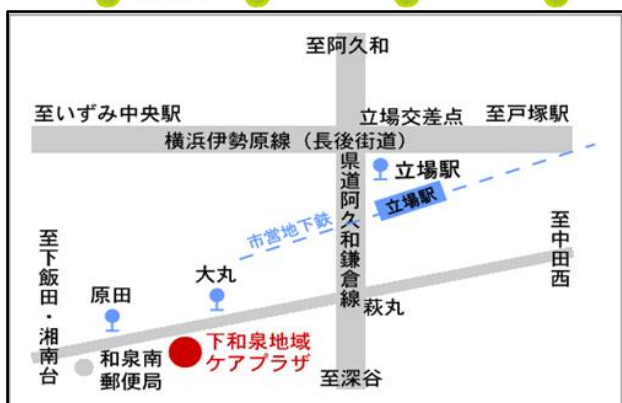 至阿久和
至いずみ中央駅
立場交差点
至戸塚駅
横浜伊勢原線（長後街道）
県道阿久和鎌倉線
立場駅
立場駅
市営地下鉄
至中田西
至下飯田・湘南台
大丸
原田
萩丸
下和泉地域
ケアプラザ
和泉南
郵便局
至深谷